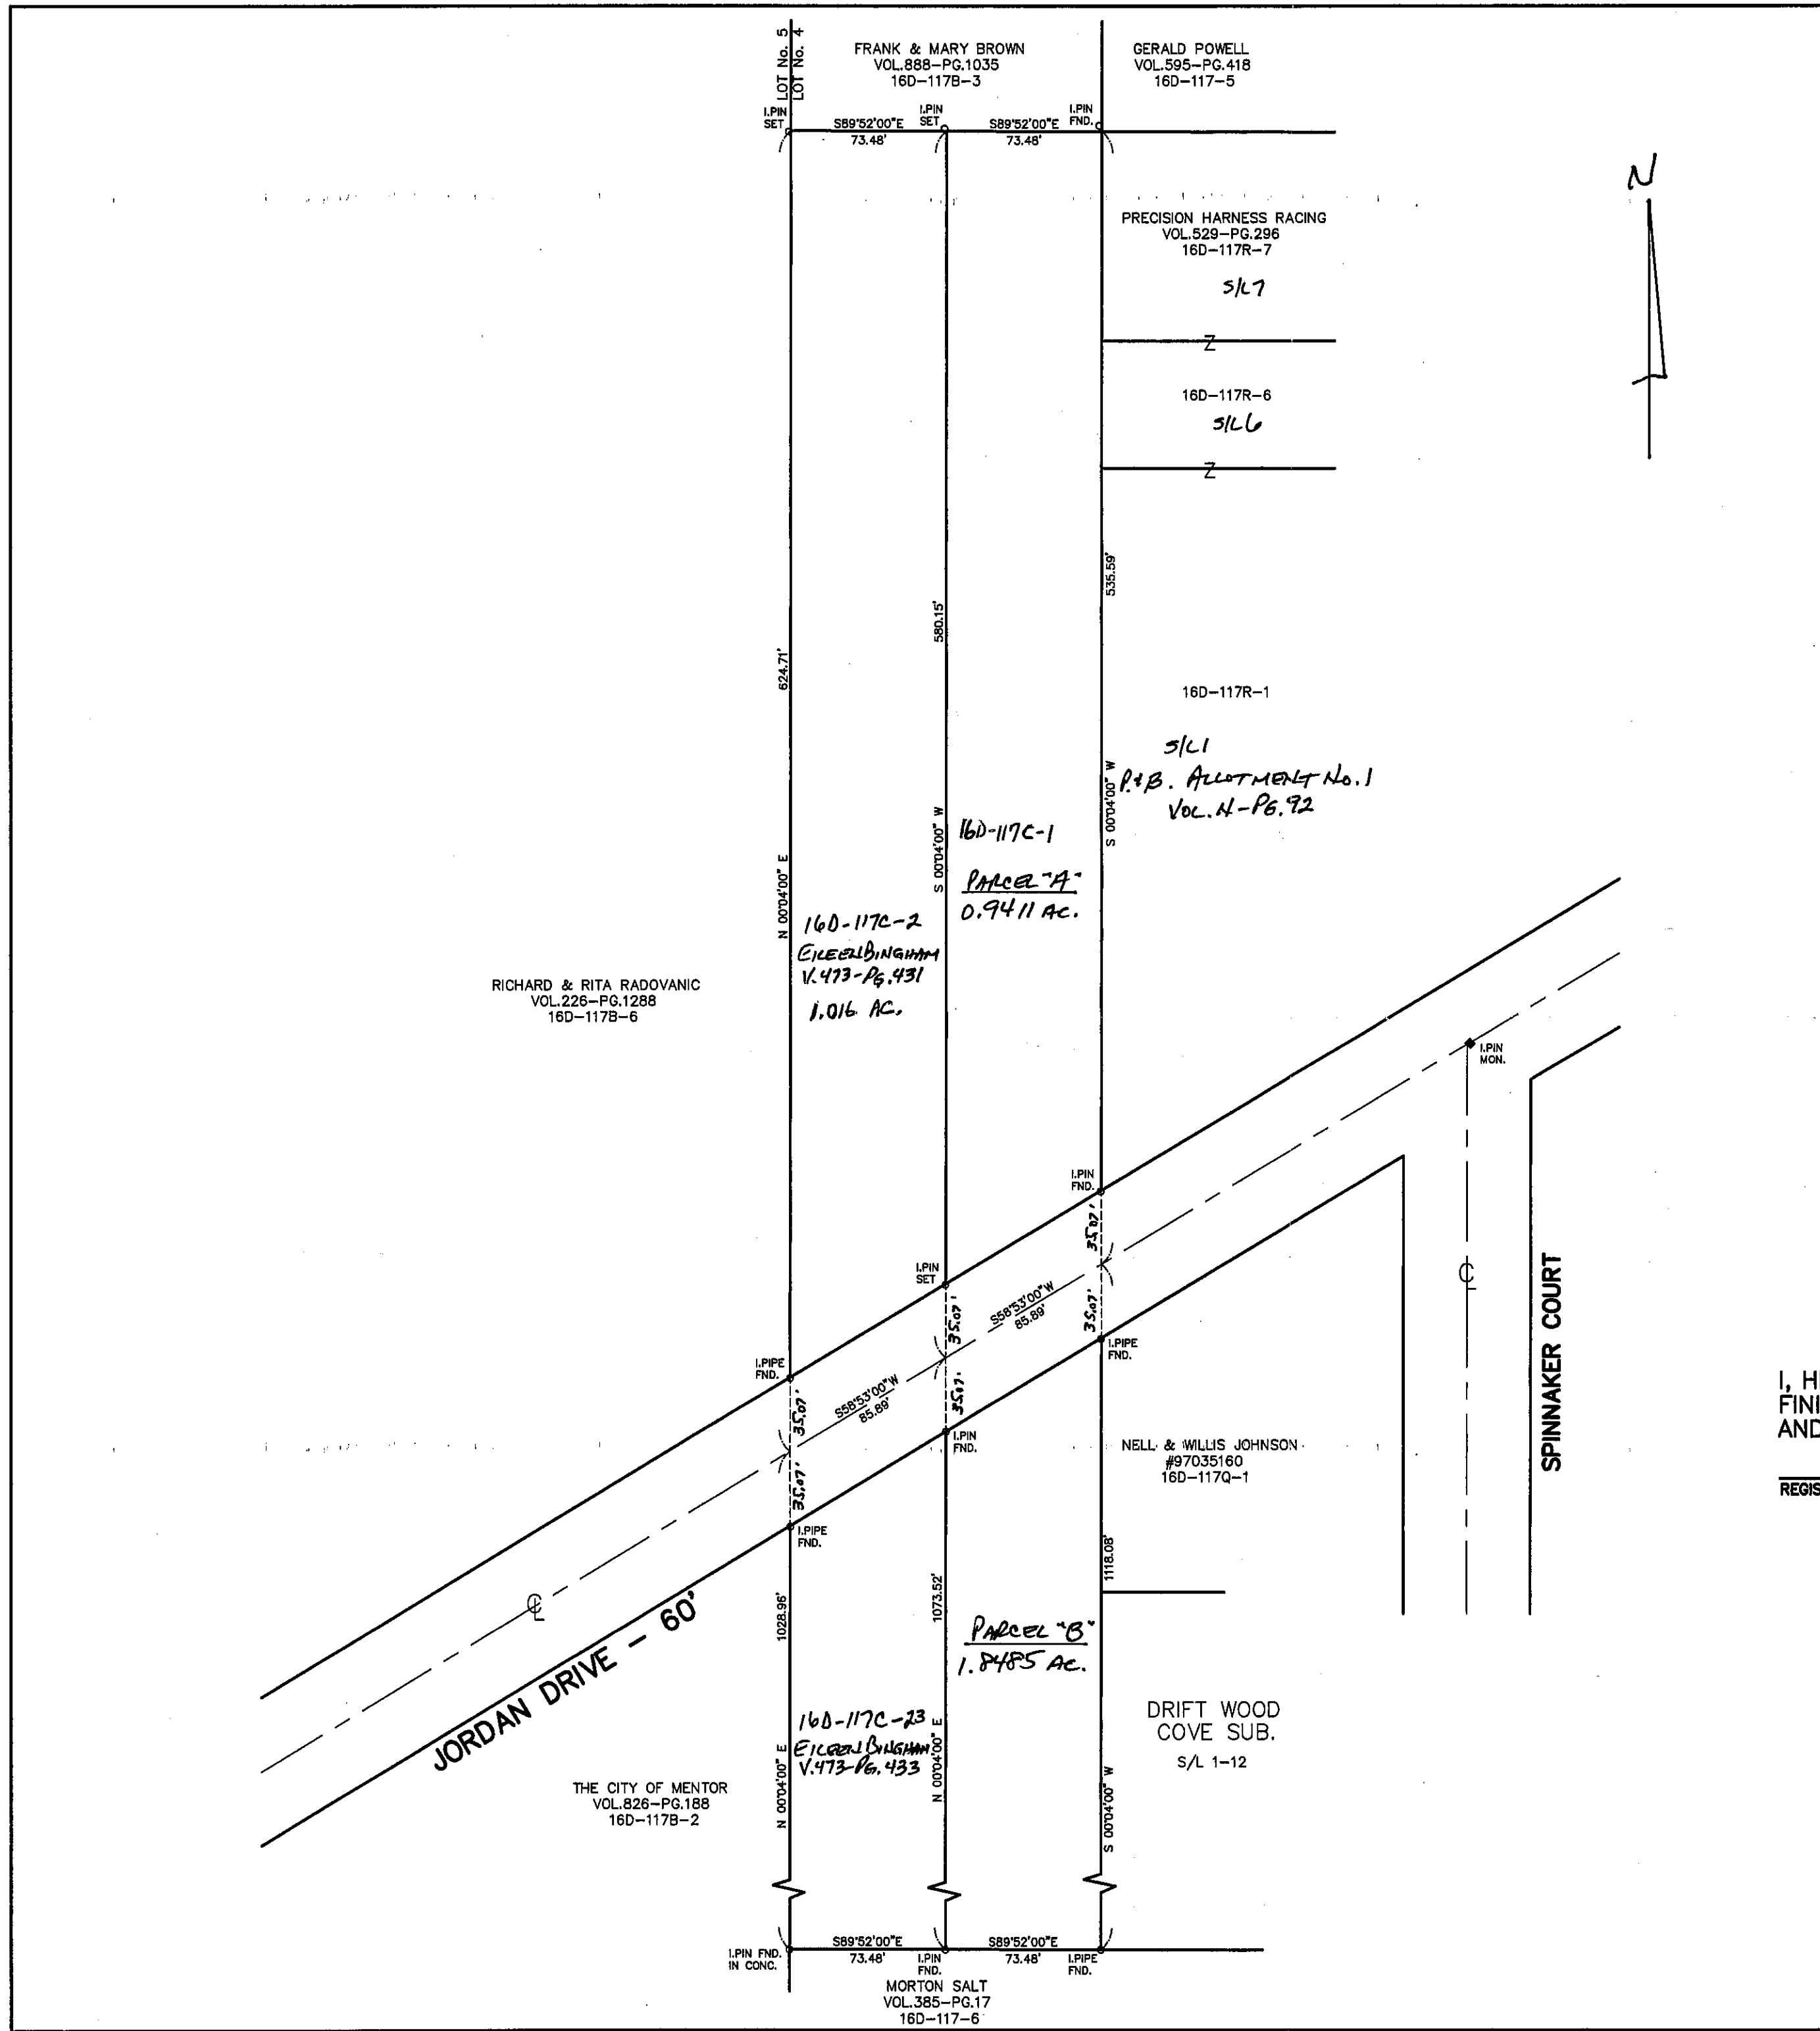 LOT No. 5
LOT No. 4
FRANK & MARY BROWN
VOL.888-PG.1035
16D-117B-3
GERALD POWELL
VOL.595-PG.418
16D-117-5
I.PIN
SET
S89°52'00"E
73.48'
I.PIN
SET
S89°52'00"E
73.48'
I.PIN
FND.
N
PRECISION HARNESS RACING
VOL.529-PG.296
16D-117R-7
S/L7
Z
16D-117R-6
S/L6
Z
535.59'
580.15'
624.71'
16D-117R-1
S/L1
P.&B. ALLOTMENT No.1
VOL. N-PG.92
S 00°04'00" W
S 00°04'00" W
N 00°04'00" E
16D-117C-1
PARCEL "A"
0.9411 AC.
16D-117C-2
EILEEN BINGHAM
V.473-PG.431
1.016 AC.
RICHARD & RITA RADOVANIC
VOL.226-PG.1288
16D-117B-6
I.PIN
MON.
I.PIN
FND.
35.07'
35.07'
I.PIN
SET
S58°53'00"W
85.89'
35.07'
35.07'
I.PIPE
FND.
I.PIPE
FND.
S58°53'00"W
85.89'
35.07'
35.07'
I.PIN
FND.
I.PIPE
FND.
CL
SPINNAKER COURT
I, H
FINI
AND
REGIS
NELL & WILLIS JOHNSON
#97035160
16D-117Q-1
1118.08'
1073.52'
1028.96'
CL
JORDAN DRIVE - 60'
PARCEL "B"
1.8485 AC.
16D-117C-23
EILEEN BINGHAM
V.473-PG.433
DRIFT WOOD
COVE SUB.
S/L 1-12
N 00°04'00" E
N 00°04'00" E
S 00°04'00" W
THE CITY OF MENTOR
VOL.826-PG.188
16D-117B-2
I.PIN FND.
IN CONC.
S89°52'00"E
73.48'
I.PIN
FND.
S89°52'00"E
73.48'
I.PIPE
FND.
MORTON SALT
VOL.385-PG.17
16D-117-6